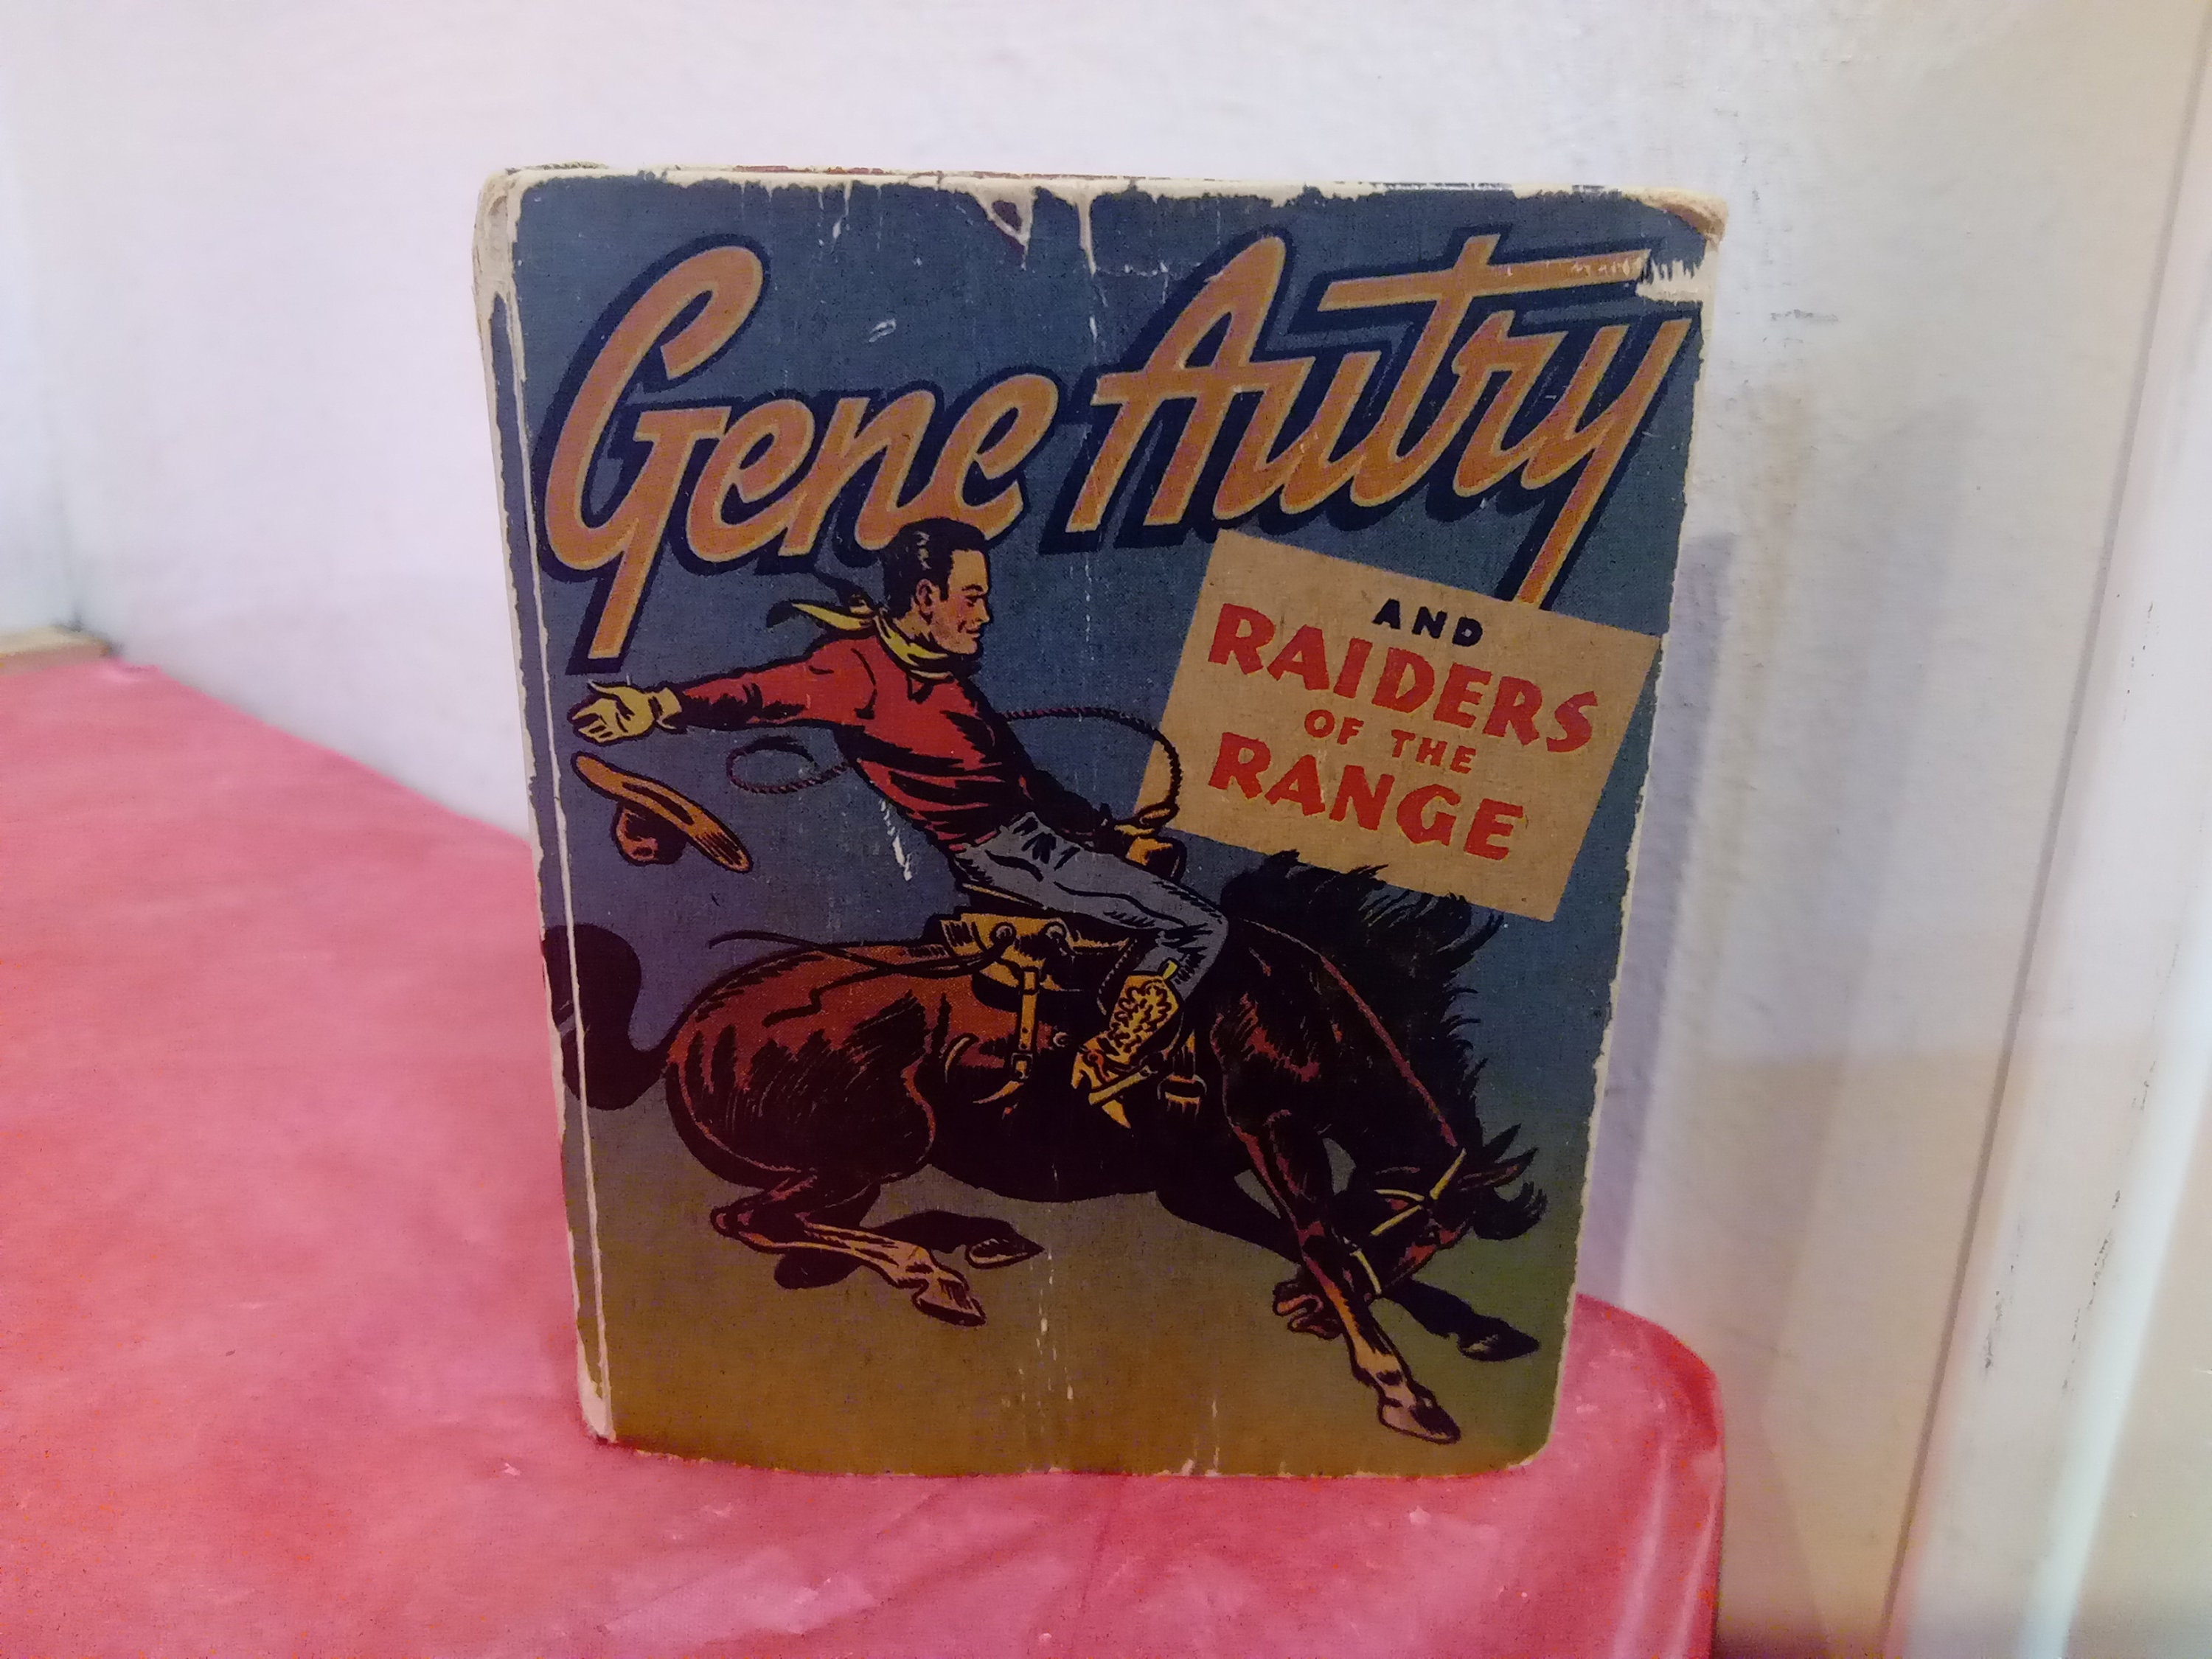 Gene Autry
AND
RAIDERS
OF THE
RANGE